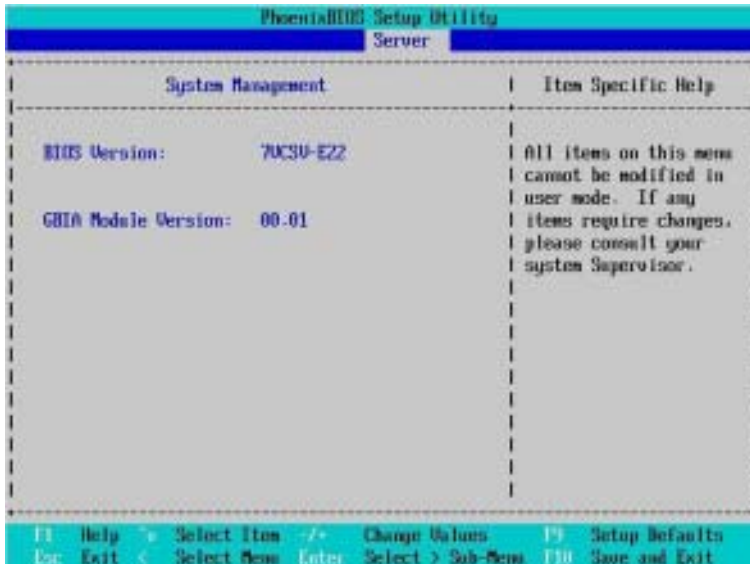 PhoenixBIOS Setup Utility
Server
System Management
Item Specific Help
BIOS Version: 7VCSV-E22
GBIA Module Version: 00.01
All items on this menu
cannot be modified in
user mode. If any
items require changes,
please consult your
system Supervisor.
F1 Help Select Item -/+ Change Values F9 Setup Defaults
Esc Exit < Select Menu Enter Select > Sub-Menu F10 Save and Exit